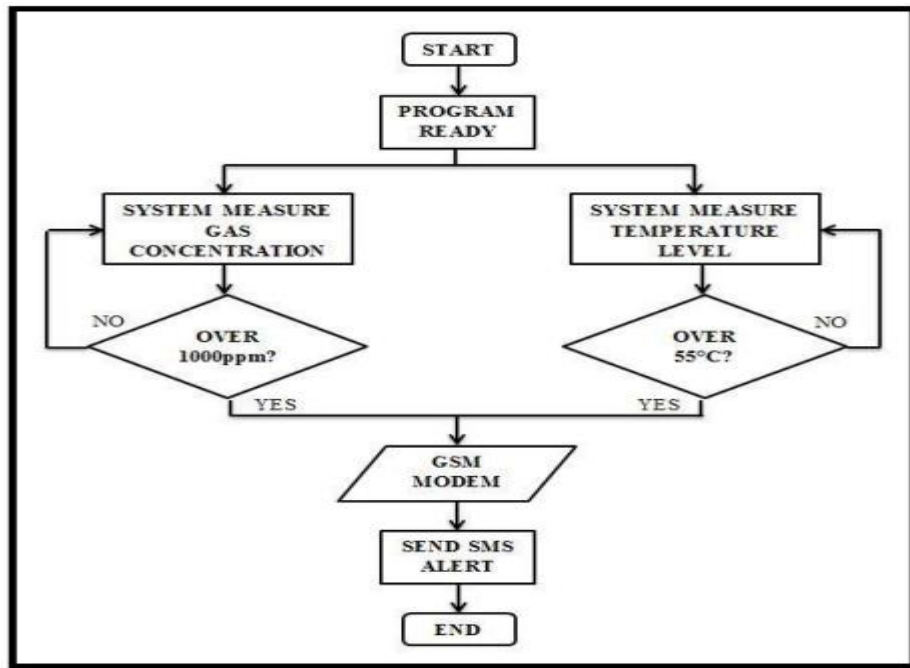 START
PROGRAM
READY
SYSTEM MEASURE
GAS
CONCENTRATION
SYSTEM MEASURE
TEMPERATURE
LEVEL
NO
OVER
1000ppm?
OVER
55°C?
NO
YES
YES
GSM
MODEM
SEND SMS
ALERT
END